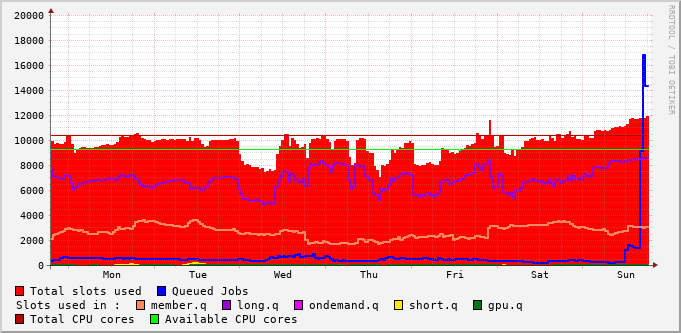 20000
18000
16000
14000
12000
10000
8000
6000
4000
2000
0
Mon Tue Wed Thu Fri Sat Sun
Total slots used Queued Jobs
Slots used in : member.q long.q ondemand.q short.q gpu.q
Total CPU cores Available CPU cores
RRDTOOL / TOBI OETIKER